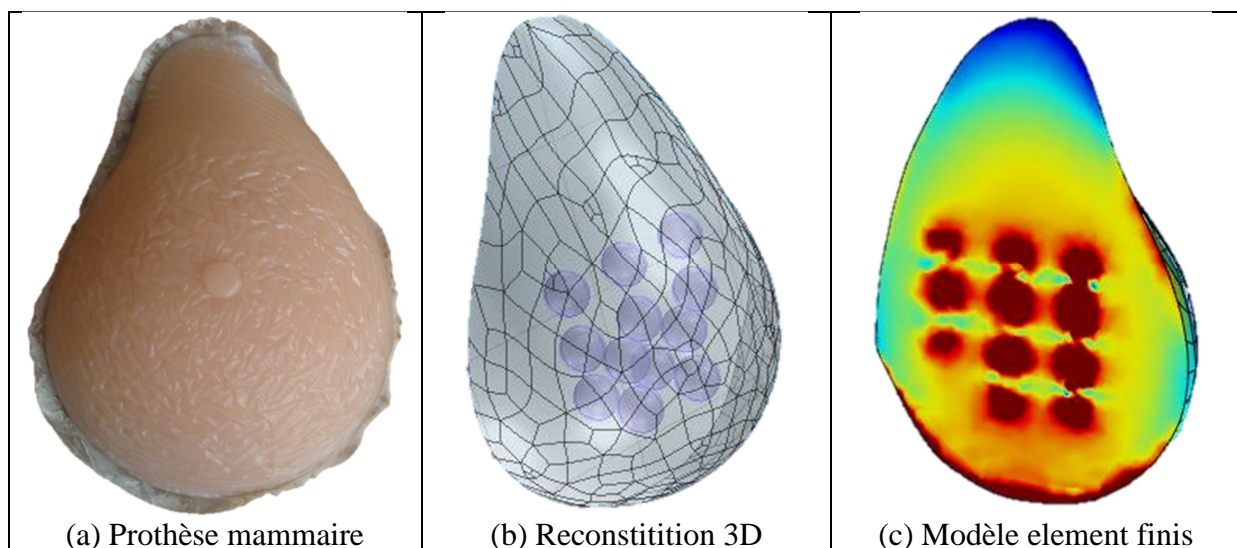 (a) Prothèse mammaire
(b) Reconstitition 3D
(c) Modèle element finis